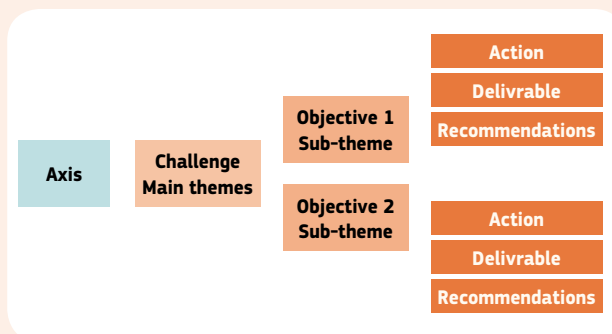 Axis
Challenge
Main themes
Objective 1
Sub-theme
Objective 2
Sub-theme
Action
Delivrable
Recommendations
Action
Delivrable
Recommendations